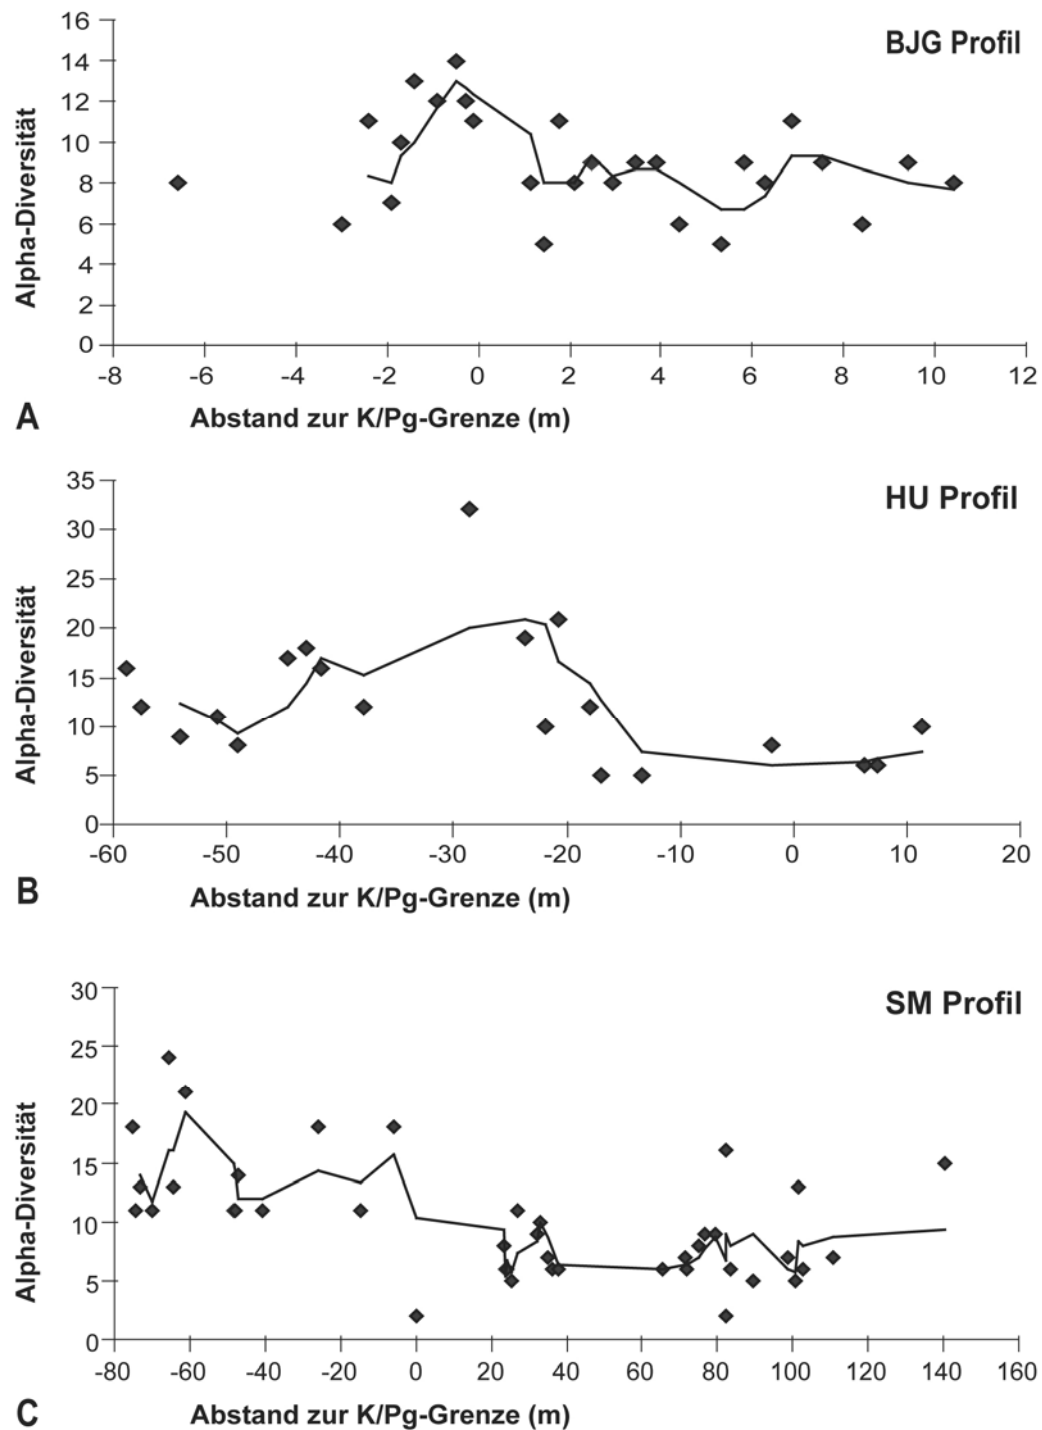 BJG Profil
Alpha-Diversität
16
14
12
10
8
6
4
2
0
-8 -6 -4 -2 0 2 4 6 8 10 12
A Abstand zur K/Pg-Grenze (m)
HU Profil
Alpha-Diversität
35
30
25
20
15
10
5
0
-60 -50 -40 -30 -20 -10 0 10 20
B Abstand zur K/Pg-Grenze (m)
SM Profil
Alpha-Diversität
30
25
20
15
10
5
0
-80 -60 -40 -20 0 20 40 60 80 100 120 140 160
C Abstand zur K/Pg-Grenze (m)